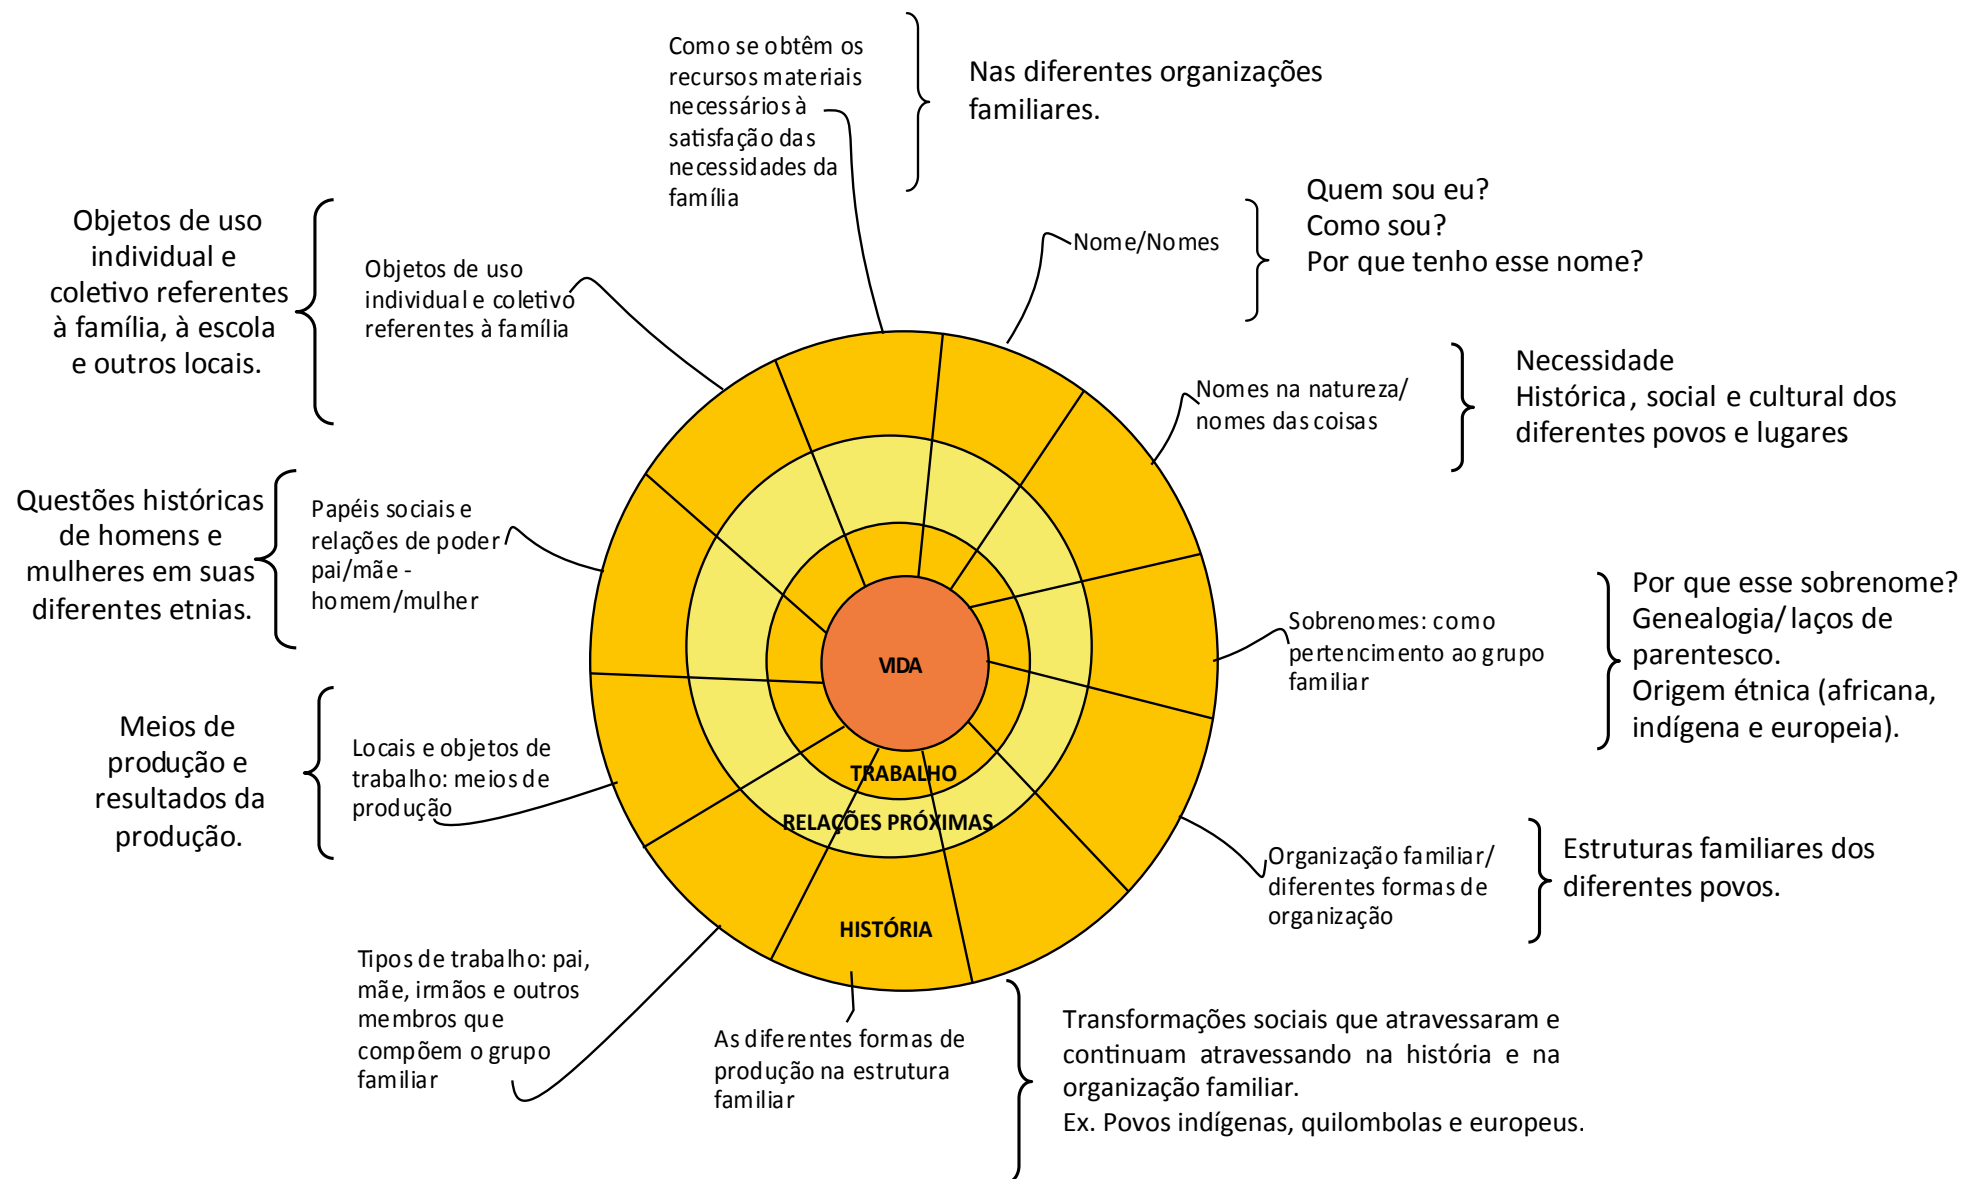 Como se obtêm os
recursos materiais
necessários à
satisfação das
necessidades da
família
Nas diferentes organizações
familiares.
Nome/Nomes
Quem sou eu?
Como sou?
Por que tenho esse nome?
Nomes na natureza/
nomes das coisas
Necessidade
Histórica, social e cultural dos
diferentes povos e lugares
Sobrenomes: como
pertencimento ao grupo
familiar
Por que esse sobrenome?
Genealogia/ laços de
parentesco.
Origem étnica (africana,
indígena e europeia).
Organização familiar/
diferentes formas de
organização
Estruturas familiares dos
diferentes povos.
As diferentes formas de
produção na estrutura
familiar
Transformações sociais que atravessaram e
continuam atravessando na história e na
organização familiar.
Ex. Povos indígenas, quilombolas e europeus.
Tipos de trabalho: pai,
mãe, irmãos e outros
membros que
compõem o grupo
familiar
Locais e objetos de
trabalho: meios de
produção
Meios de
produção e
resultados da
produção.
Papéis sociais e
relações de poder
pai/mãe -
homem/mulher
Questões históricas
de homens e
mulheres em suas
diferentes etnias.
Objetos de uso
individual e coletivo
referentes à família
Objetos de uso
individual e
coletivo referentes
à família, à escola
e outros locais.
VIDA
TRABALHO
RELAÇÕES PRÓXIMAS
HISTÓRIA